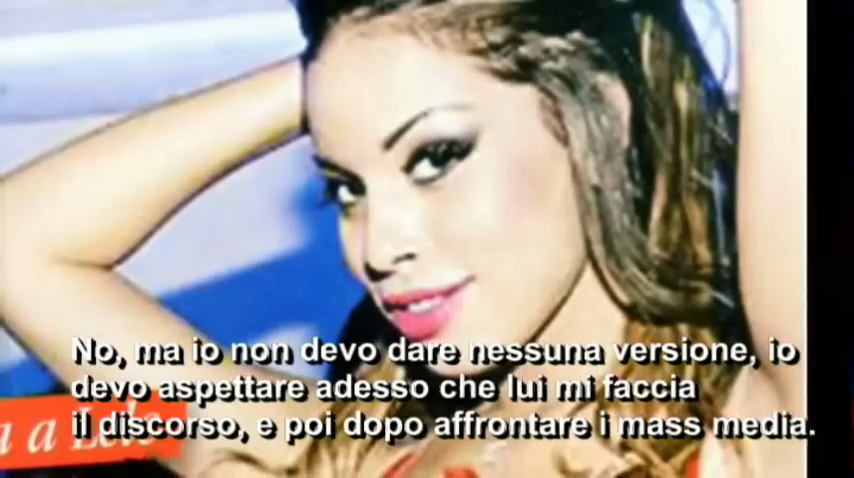 No, ma io non devo dare nessuna versione, io
devo aspettare adesso che lui mi faccia
il discorso, e poi dopo affrontare i mass media.
a a Lele